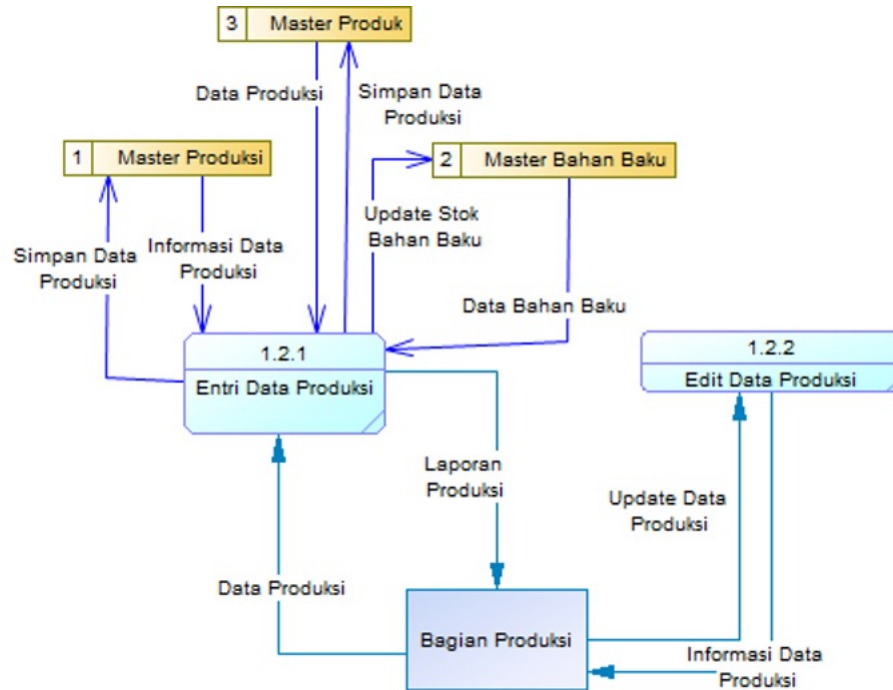 3 Master Produk
Data Produksi
Simpan Data
Produksi
1 Master Produksi
2 Master Bahan Baku
Update Stok
Bahan Baku
Simpan Data
Produksi
Informasi Data
Produksi
Data Bahan Baku
1.2.1
Entri Data Produksi
1.2.2
Edit Data Produksi
Laporan
Produksi
Update Data
Produksi
Data Produksi
Bagian Produksi
Informasi Data
Produksi